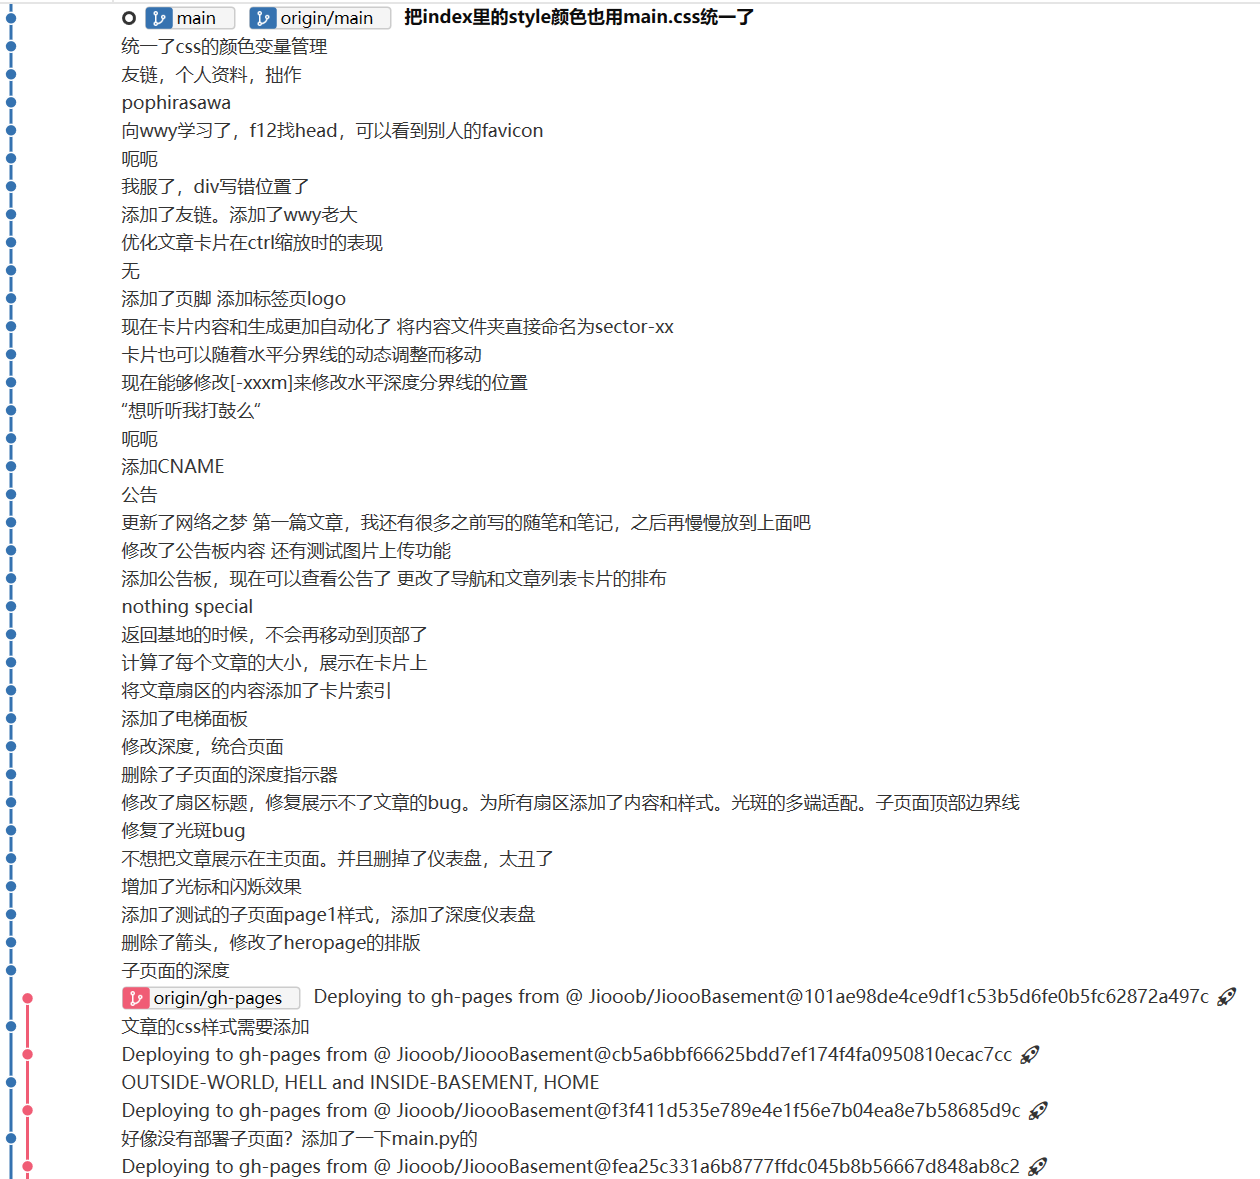 main origin/main 把index里的style颜色也用main.css统一了
统一了css的颜色变量管理
友链，个人资料，拙作
pophirasawa
向wwy学习了，f12找head，可以看到别人的favicon
呃呃
我服了，div写错位置了
添加了友链。添加了wwy老大
优化文章卡片在ctrl缩放时的表现
无
添加了页脚 添加标签页logo
现在卡片内容和生成更加自动化了 将内容文件夹直接命名为sector-xx
卡片也可以随着水平分界线的动态调整而移动
现在能够修改[-xxxm]来修改水平深度分界线的位置
“想听听我打鼓么“
呃呃
添加CNAME
公告
更新了网络之梦 第一篇文章，我还有很多之前写的随笔和笔记，之后再慢慢放到上面吧
修改了公告板内容 还有测试图片上传功能
添加公告板，现在可以查看公告了 更改了导航和文章列表卡片的排布
nothing special
返回基地的时候，不会再移动到顶部了
计算了每个文章的大小，展示在卡片上
将文章扇区的内容添加了卡片索引
添加了电梯面板
修改深度，统合页面
删除了子页面的深度指示器
修改了扇区标题，修复展示不了文章的bug。为所有扇区添加了内容和样式。光斑的多端适配。子页面顶部边界线
修复了光斑bug
不想把文章展示在主页面。并且删掉了仪表盘，太丑了
增加了光标和闪烁效果
添加了测试的子页面page1样式，添加了深度仪表盘
删除了箭头，修改了heropage的排版
子页面的深度
origin/gh-pages Deploying to gh-pages from @ Jiooob/JioooBasement@101ae98de4ce9df1c53b5d6fe0b5fc62872a497c 🚀
文章的css样式需要添加
Deploying to gh-pages from @ Jiooob/JioooBasement@cb5a6bbf66625bdd7ef174f4fa0950810ecac7cc 🚀
OUTSIDE-WORLD, HELL and INSIDE-BASEMENT, HOME
Deploying to gh-pages from @ Jiooob/JioooBasement@f3f411d535e789e4e1f56e7b04ea8e7b58685d9c 🚀
好像没有部署子页面？添加了一下main.py的
Deploying to gh-pages from @ Jiooob/JioooBasement@fea25c331a6b8777ffdc045b8b56667d848ab8c2 🚀